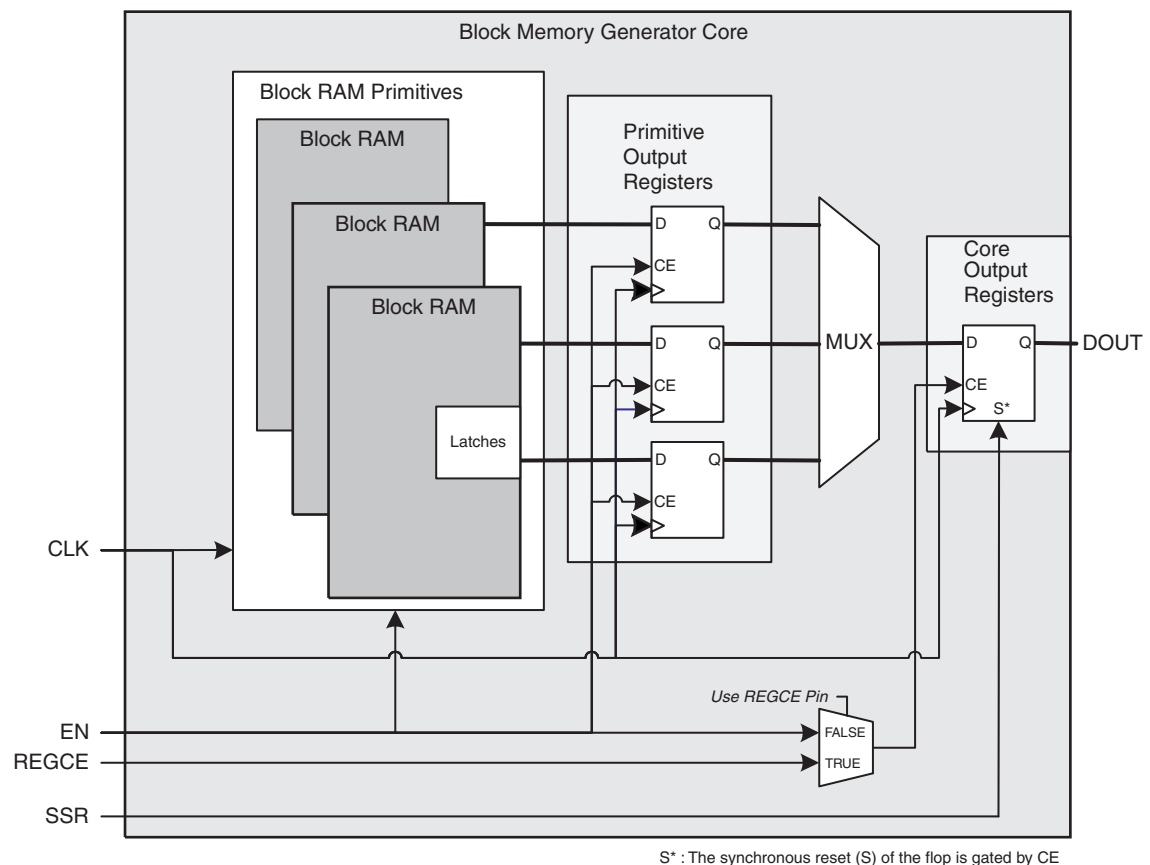 Block Memory Generator Core
Block RAM Primitives
Block RAM
Block RAM
Block RAM
Latches
Primitive
Output
Registers
D
Q
CE
D
Q
CE
D
Q
CE
MUX
Core
Output
Registers
D
Q
CE
S*
DOUT
CLK
EN
REGCE
SSR
Use REGCE Pin
FALSE
TRUE
S* : The synchronous reset (S) of the flop is gated by CE